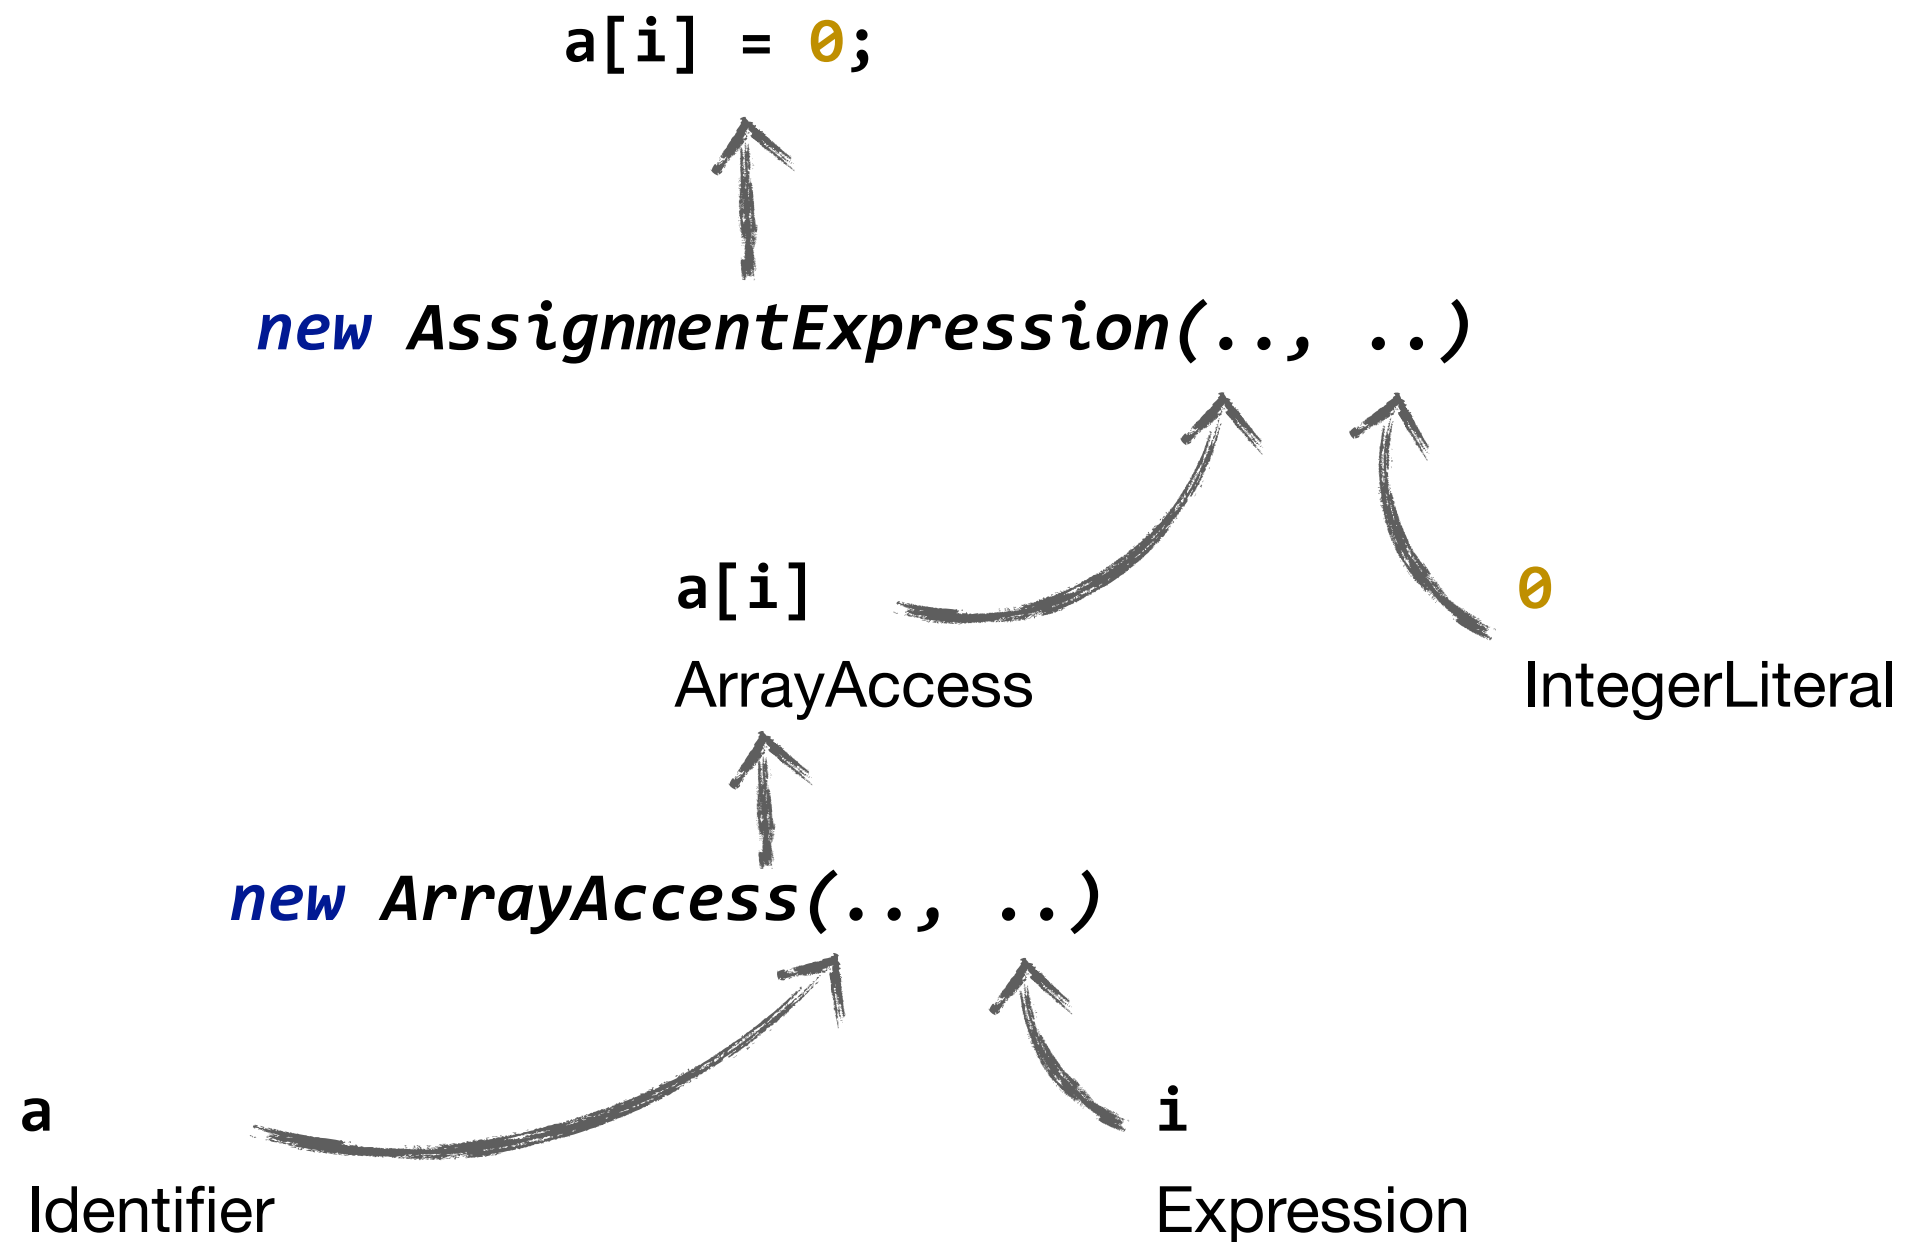 a[i] = 0;
new AssignmentExpression(.., ..)
a[i]
0
ArrayAccess
IntegerLiteral
new ArrayAccess(.., ..)
a
i
Identifier
Expression